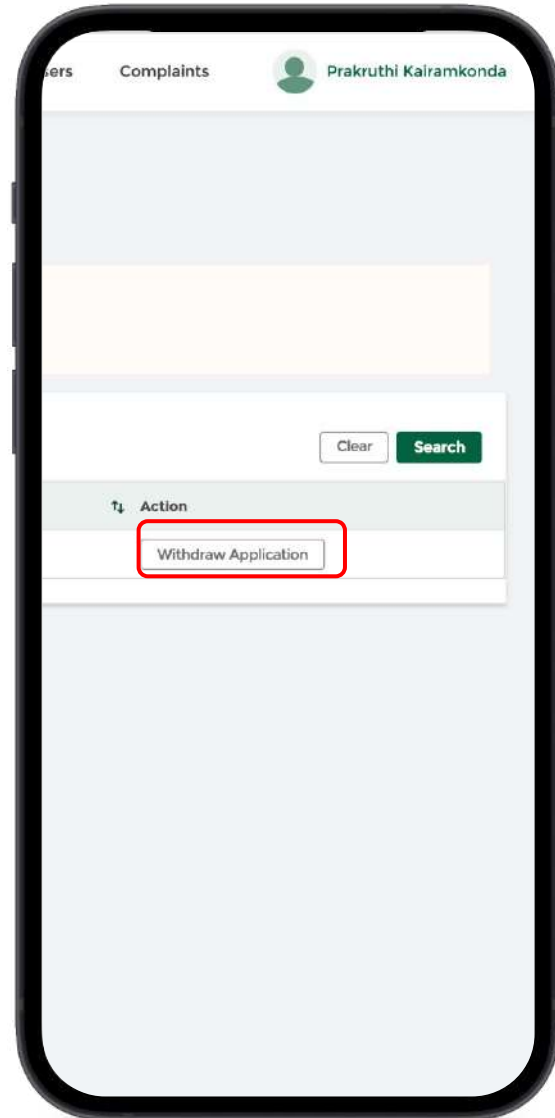 sers Complaints Prakruthi Kairamkonda
Clear Search
Action
Withdraw Application